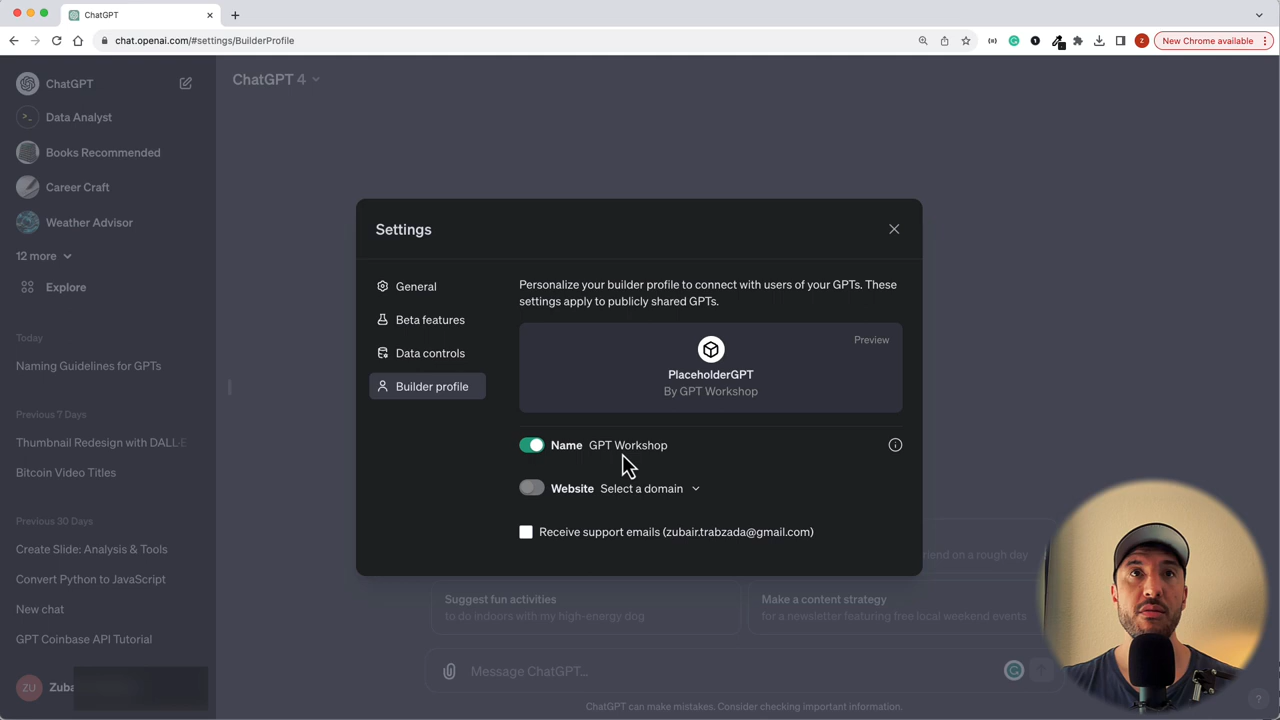 ChatGPT
chat.openai.com/#settings/BuilderProfile
New Chrome available
ChatGPT
Data Analyst
Books Recommended
Career Craft
Weather Advisor
12 more
Explore
Today
Naming Guidelines for GPTs
Previous 7 Days
Thumbnail Redesign with DALL-E
Bitcoin Video Titles
Previous 30 Days
Create Slide: Analysis & Tools
Convert Python to JavaScript
New chat
GPT Coinbase API Tutorial
ZU Zuba
ChatGPT 4
Settings
General
Beta features
Data controls
Builder profile
Personalize your builder profile to connect with users of your GPTs. These
settings apply to publicly shared GPTs.
Preview
PlaceholderGPT
By GPT Workshop
Name GPT Workshop
Website Select a domain
Receive support emails (zubair.trabzada@gmail.com)
friend on a rough day
Suggest fun activities
to do indoors with my high-energy dog
Make a content strategy
for a newsletter featuring free local weekend events
Message ChatGPT...
ChatGPT can make mistakes. Consider checking important information.
?